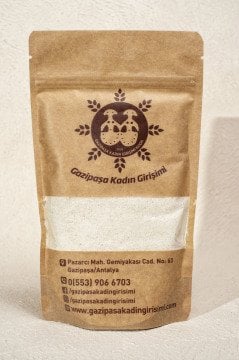 Gazipaşa Kadın Girişimi
Pazarcı Mah. Gemiyakası Cad. No: 63
Gazipaşa/Antalya
0(553) 906 6703
/gazipasakadingirisimi
/gazipasakadingirisimi
www.gazipasakadingirisimi.com